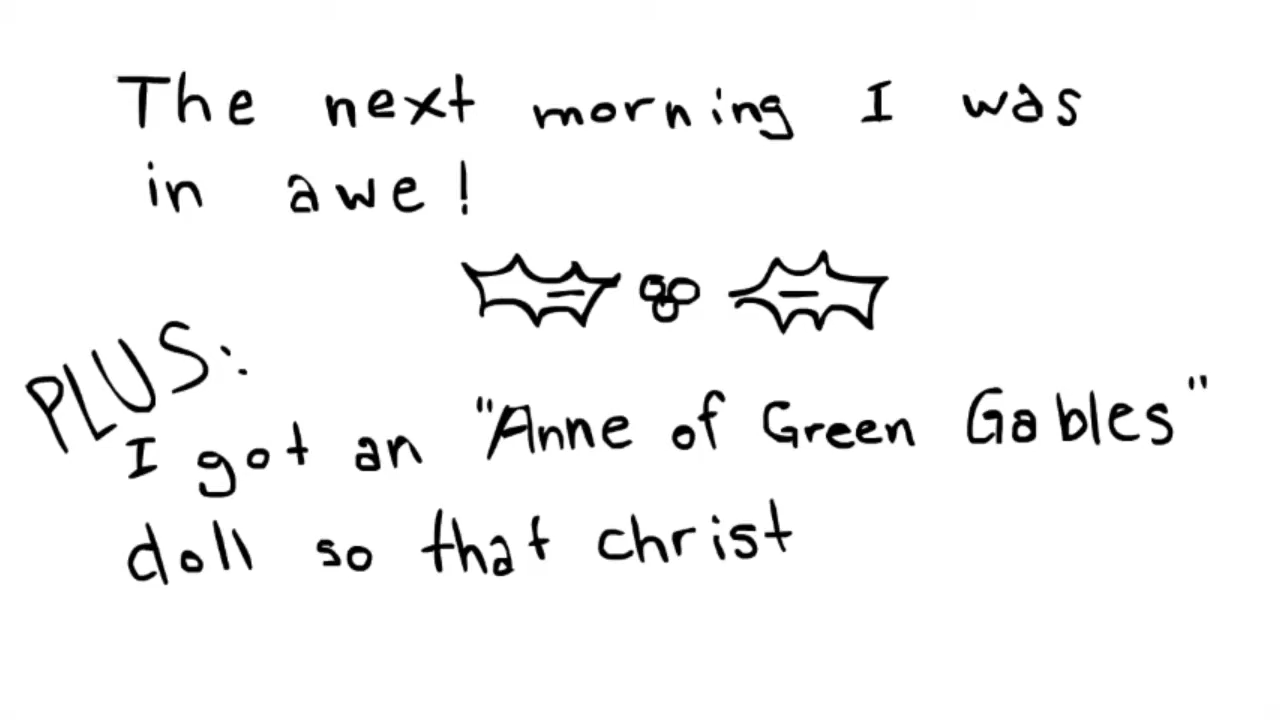 The next morning I was
in awe!
PLUS:
I got an "Anne of Green Gables"
doll so that christ